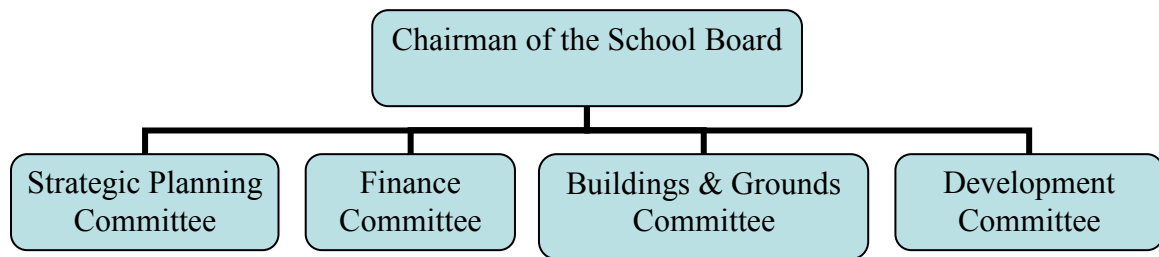 Chairman of the School Board
Strategic Planning
Committee
Finance
Committee
Buildings & Grounds
Committee
Development
Committee